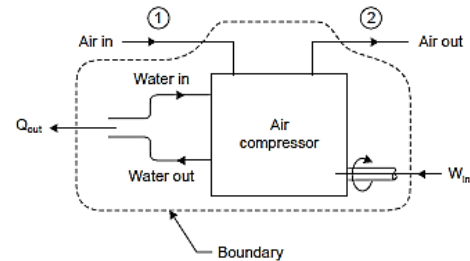 1
2
Air in
Air out
Water in
Q_out
Air
compressor
Water out
W_in
Boundary